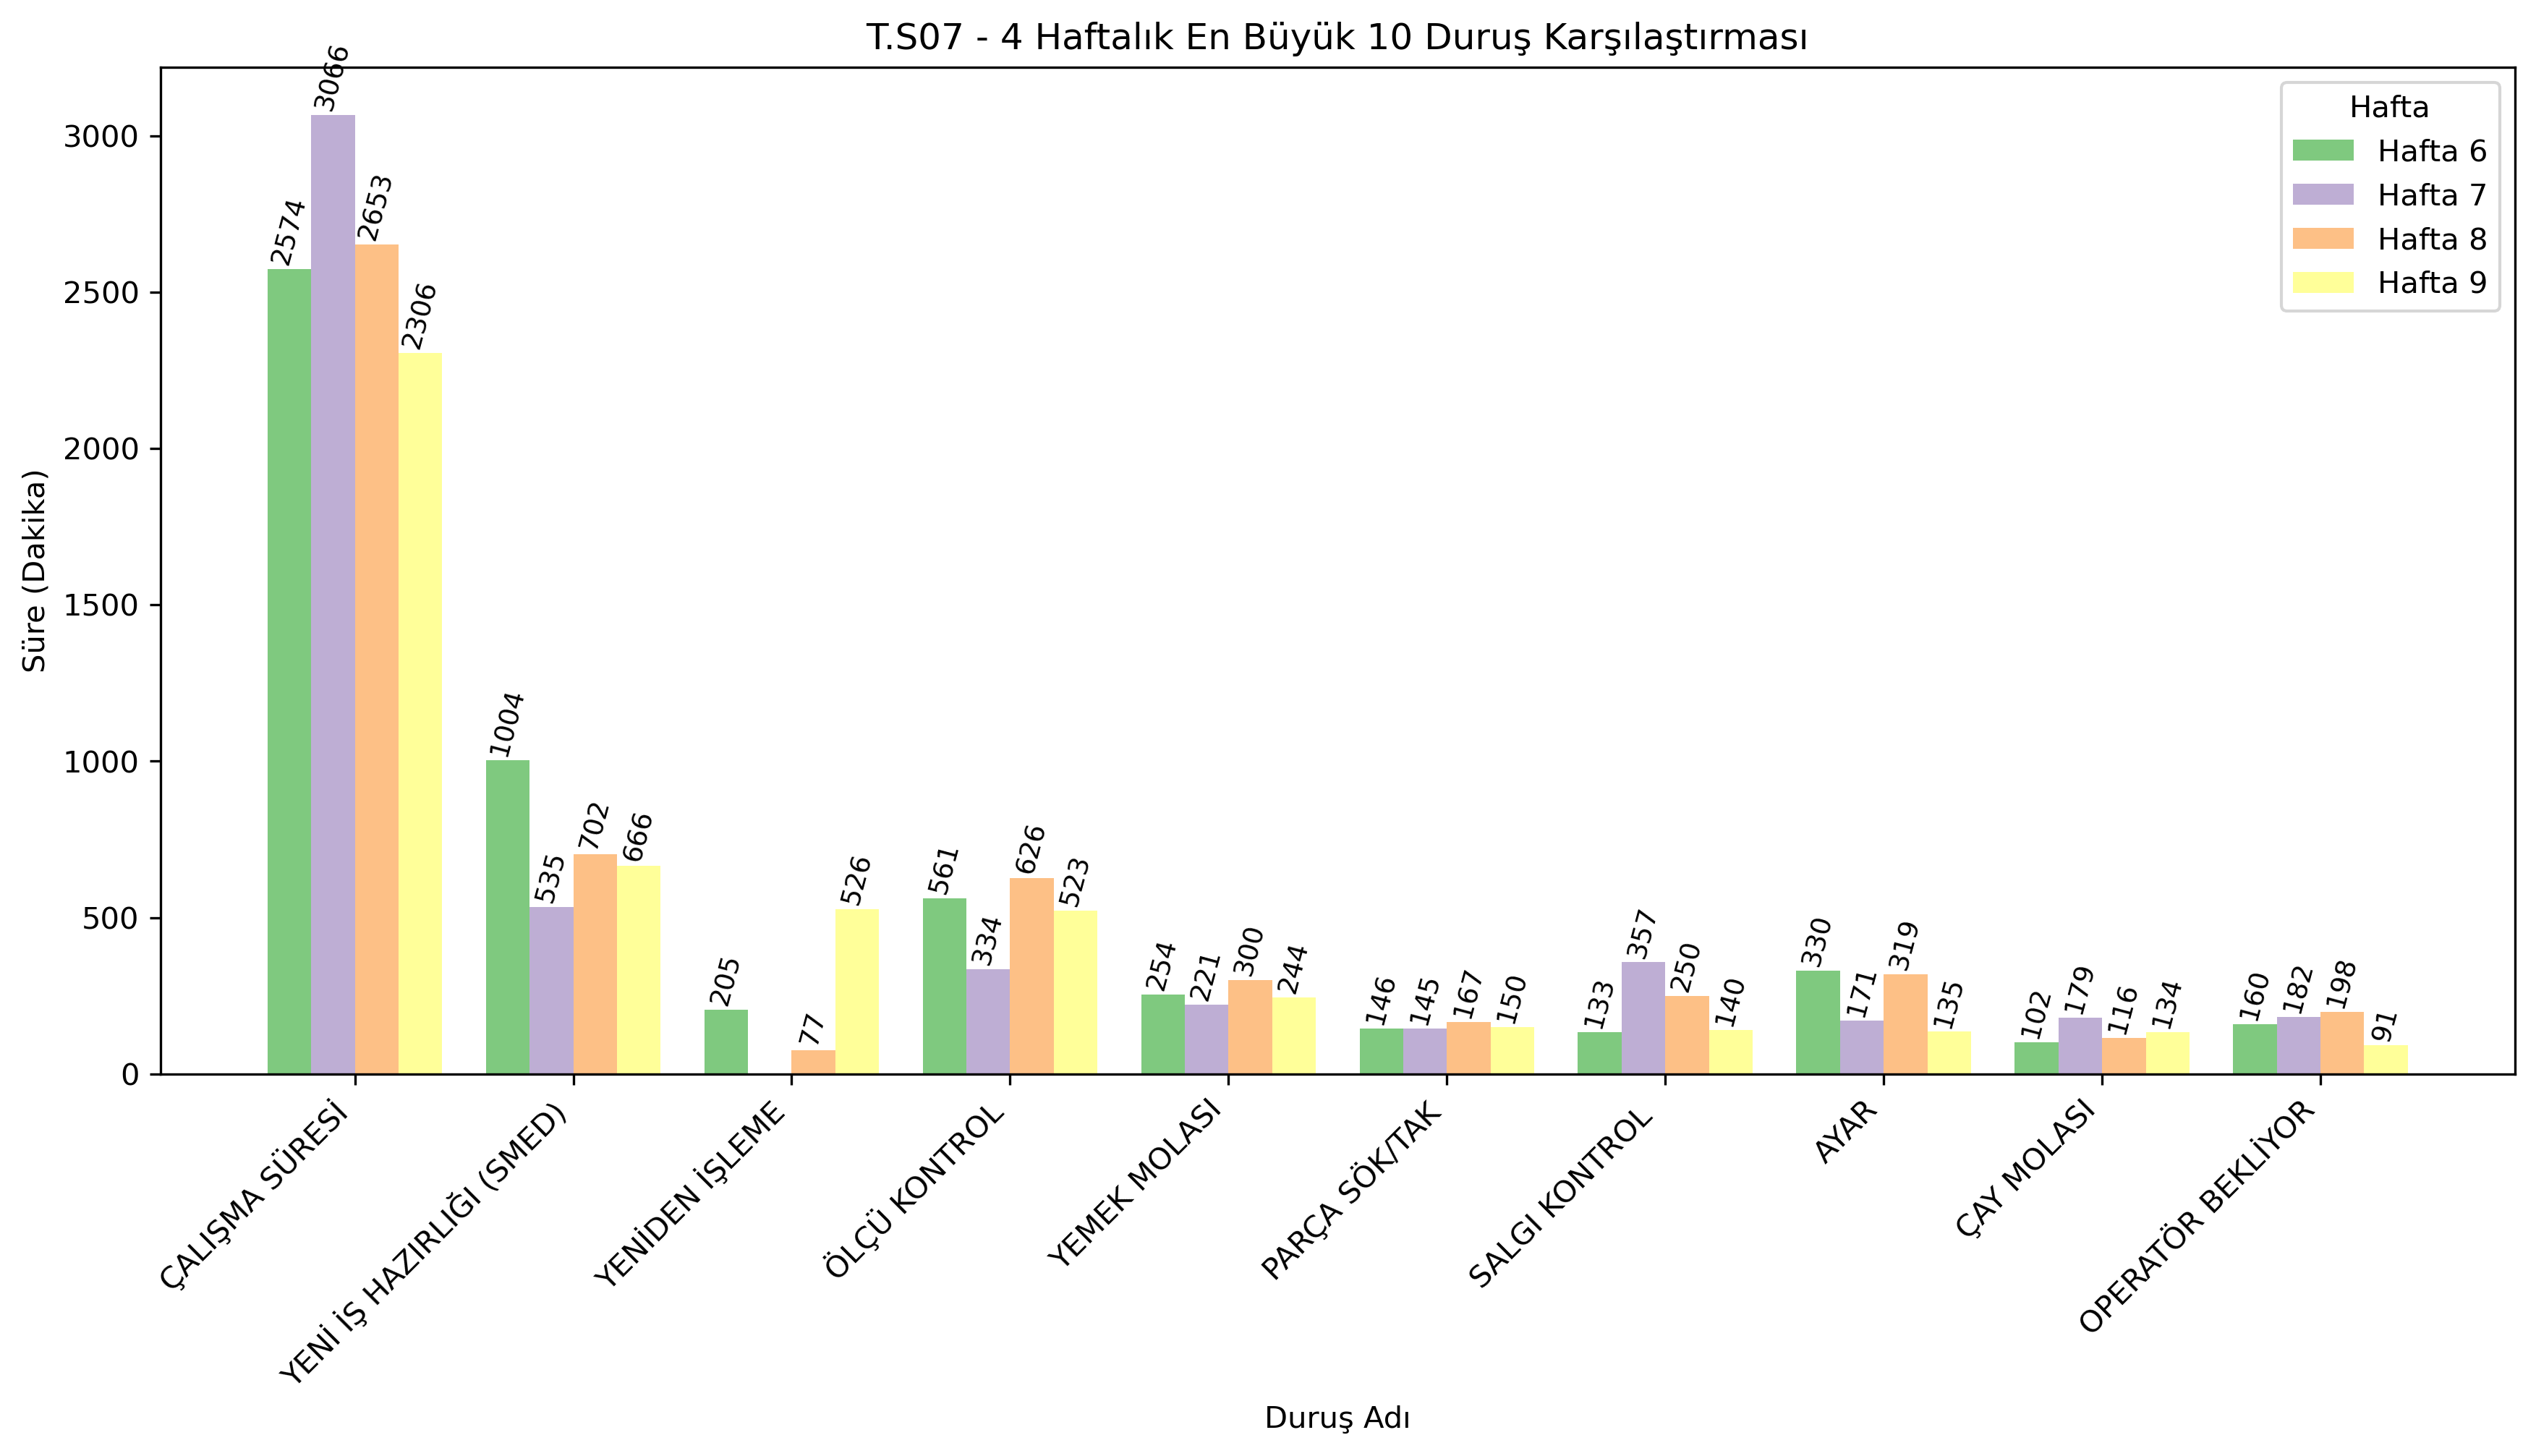 T.S07 - 4 Haftalık En Büyük 10 Duruş Karşılaştırması
Hafta
Hafta 6
Hafta 7
Hafta 8
Hafta 9
Süre (Dakika)
3000
2500
2000
1500
1000
500
0
2574
3066
2653
2306
1004
535
702
666
205
77
526
561
334
626
523
254
221
300
244
146
145
167
150
133
357
250
140
330
171
319
135
102
179
116
134
160
182
198
91
ÇALIŞMA SÜRESİ
YENİ İŞ HAZIRLIĞI (SMED)
YENİDEN İŞLEME
ÖLÇÜ KONTROL
YEMEK MOLASI
PARÇA SÖK/TAK
SALGI KONTROL
AYAR
ÇAY MOLASI
OPERATÖR BEKLİYOR
Duruş Adı